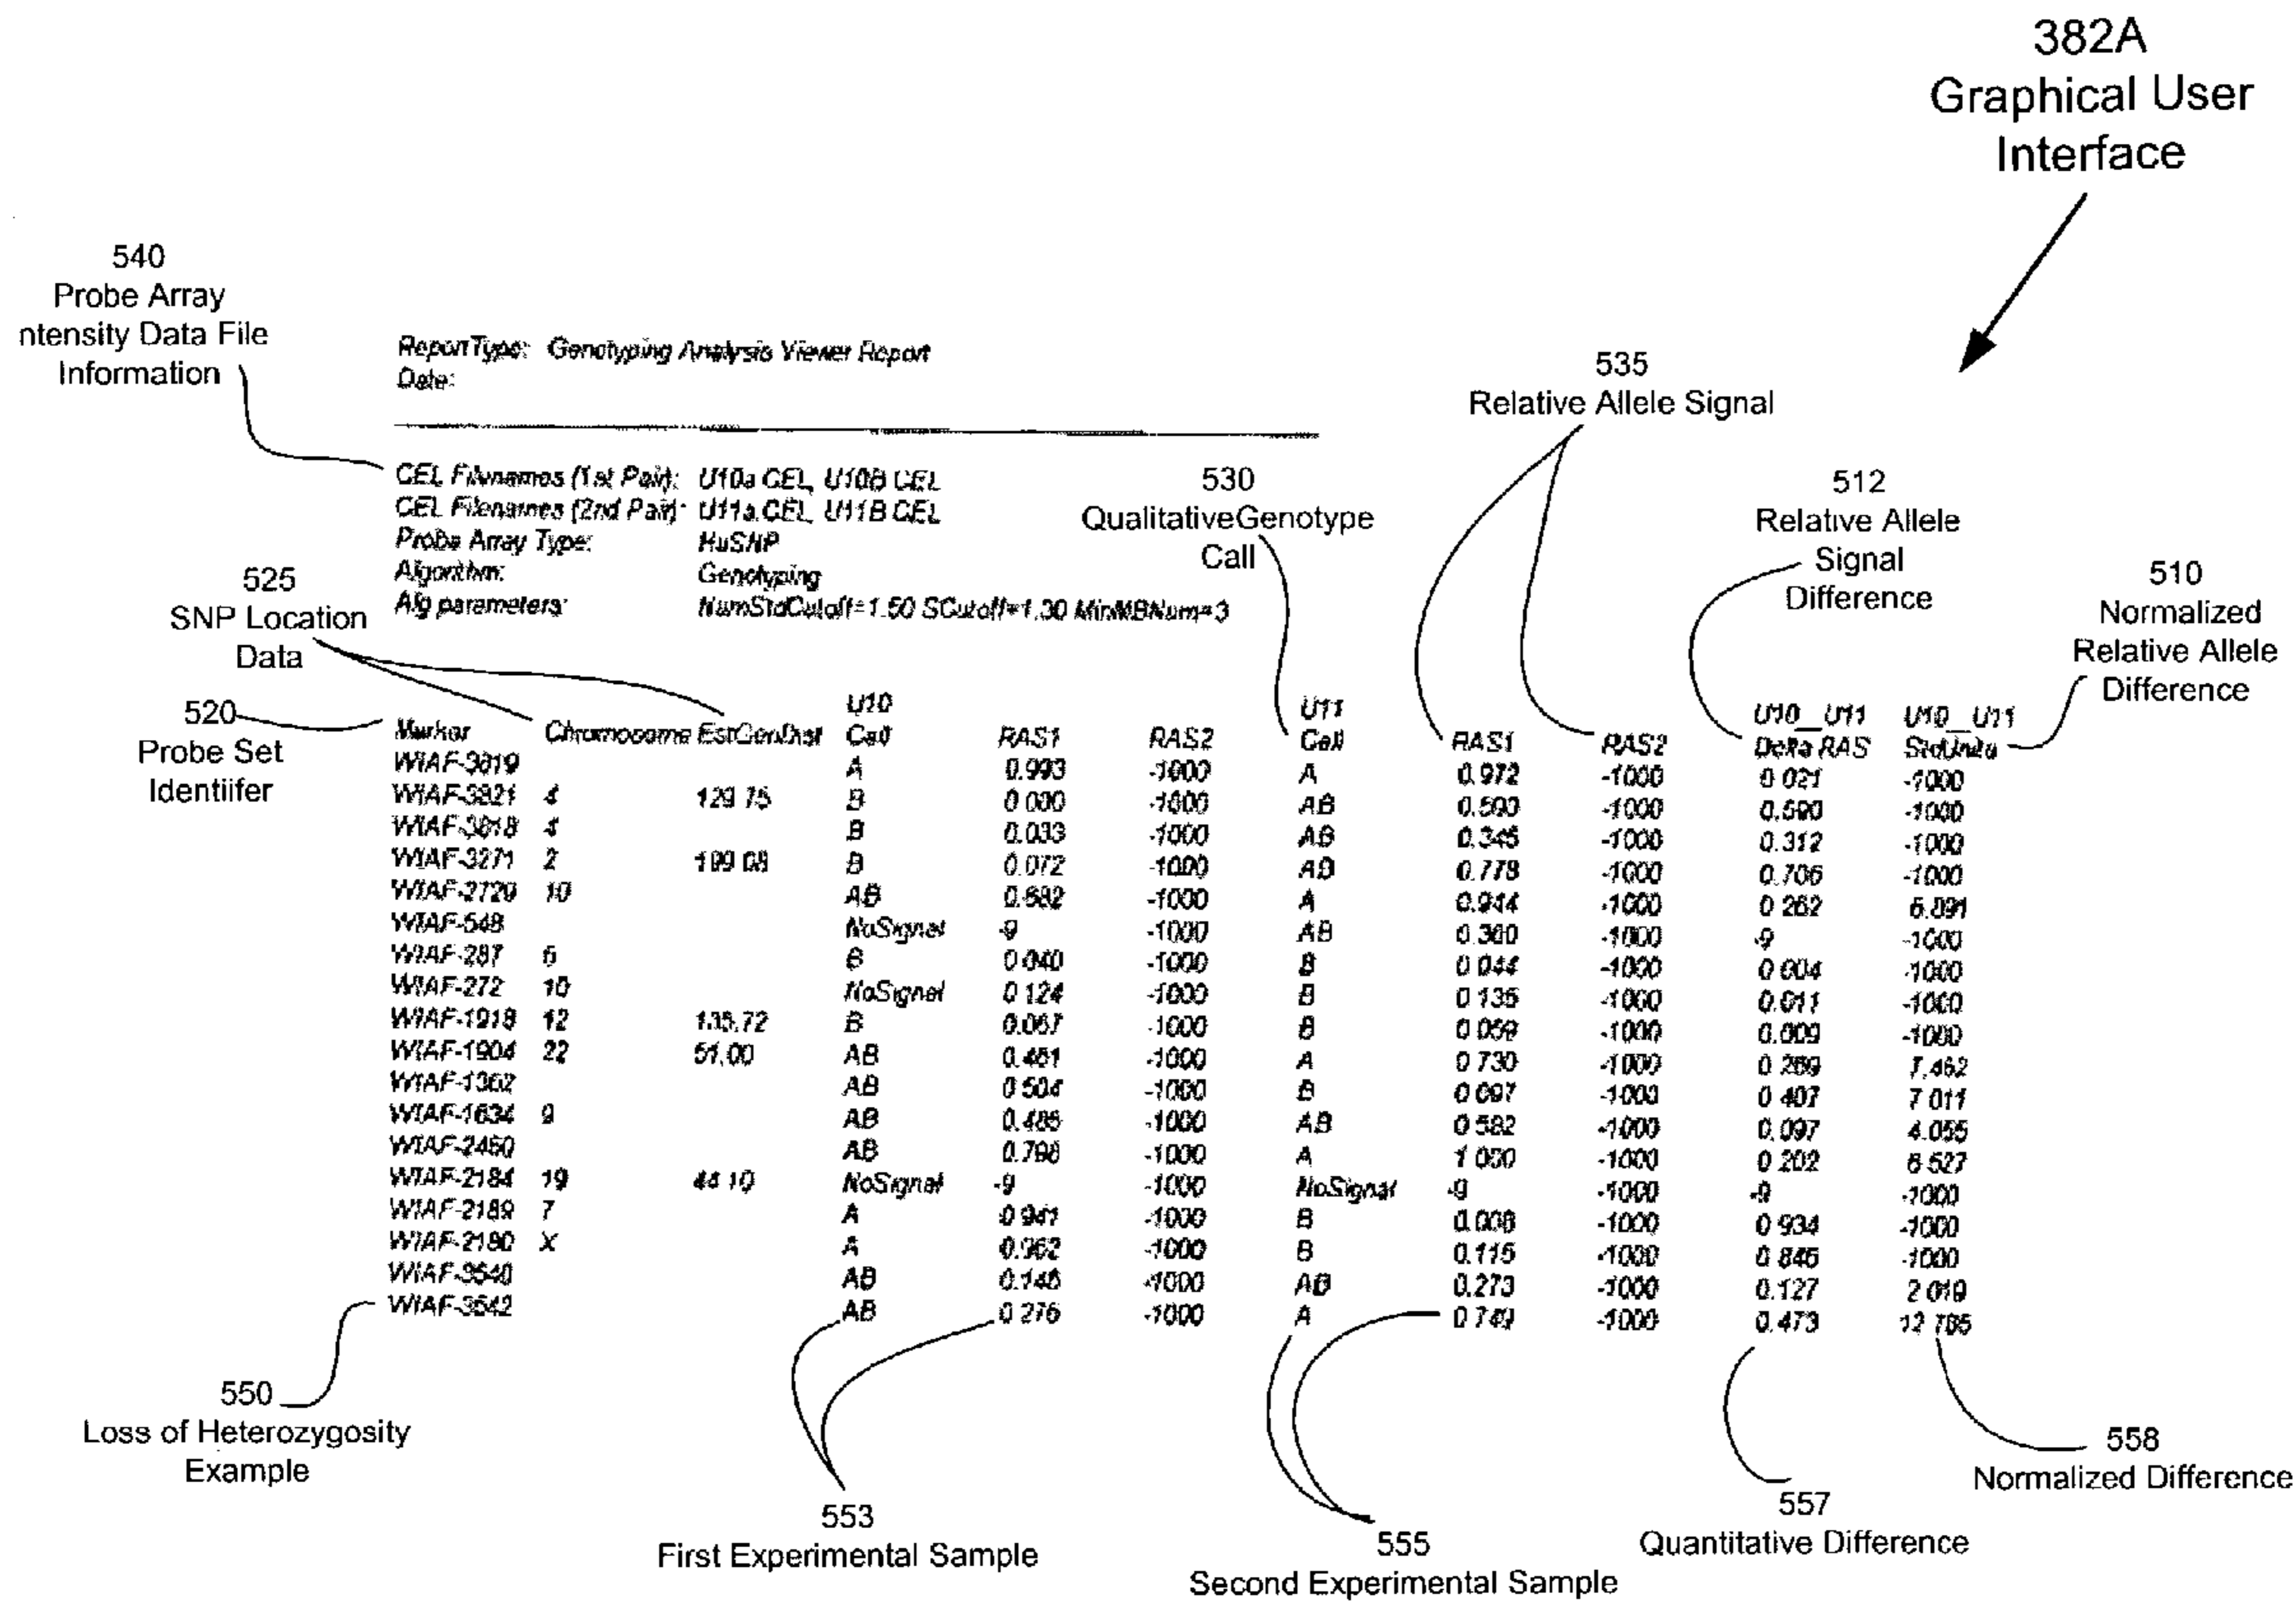 382A
Graphical User
Interface
540
Probe Array
ntensity Data File
Information
ReportType: Genotyping Analysis Viewer Report
Date:
535
Relative Allele Signal
CEL Filenames (1st Pair): U10a CEL, U10B CEL
CEL Filenames (2nd Pair): U11a CEL, U11B CEL
Probe Array Type: HuSNP
Algorithm: Genotyping
Alg parameters: NumStdCutoff=1.50 SCutoff=1.30 MinMBNum=3
530
QualitativeGenotype
Call
512
Relative Allele
Signal
Difference
510
Normalized
Relative Allele
Difference
525
SNP Location
Data
520
Probe Set
Identiifer
U10 U11 U10__U11 U10__U11
Marker Chromosome EstGenDist Call RAS1 RAS2 Call RAS1 RAS2 Delta RAS StdUnits
WIAF-3819 A 0.993 -1000 A 0.972 -1000 0 021 -1000
WIAF-3821 4 129 75 B 0 000 -1000 AB 0.590 -1000 0.590 -1000
WIAF-3818 4 B 0.033 -1000 AB 0.345 -1000 0.312 -1000
WIAF-3271 2 199 08 B 0.072 -1000 AB 0.778 -1000 0.706 -1000
WIAF-2729 10 AB 0.682 -1000 A 0.944 -1000 0 262
WIAF-548 NoSignal -9 -1000 AB 0.360 -1000 -9 -1000
WIAF-287 B 0 040 -1000 B 0 044 -1000 0 004 -1000
WIAF-272 10 NoSignal 0 124 -1000 B 0 135 -1000 0.011 -1000
WIAF-1918 12 B -1000 B -1000 0.009 -1000
WIAF-1904 22 51.00 AB 0.461 -1000 A 0 730 -1000 0 269 7.462
WIAF-1362 AB 0 504 -1000 B 0 097 -1000 0 407 7 011
WIAF-1634 9 AB 0.485 -1000 AB 0 582 -1000 0.097 4.055
WIAF-2460 AB 0.798 -1000 A 1 000 -1000 0 202 6 527
WIAF-2184 19 44 10 NoSignal -9 -1000 NoSignal -9 -1000 -9 -1000
WIAF-2189 7 A 0 941 -1000 B 0.008 -1000 0 934 -1000
WIAF-2190 X A 0.962 -1000 B 0.115 -1000 0 846 -1000
WIAF-3540 AB 0.146 -1000 AB 0.273 -1000 0.127 2 019
WIAF-3542 AB 0 276 -1000 A 0 749 -1000 0.473 12 785
550
Loss of Heterozygosity
Example
553
First Experimental Sample
555
Second Experimental Sample
557
Quantitative Difference
558
Normalized Difference